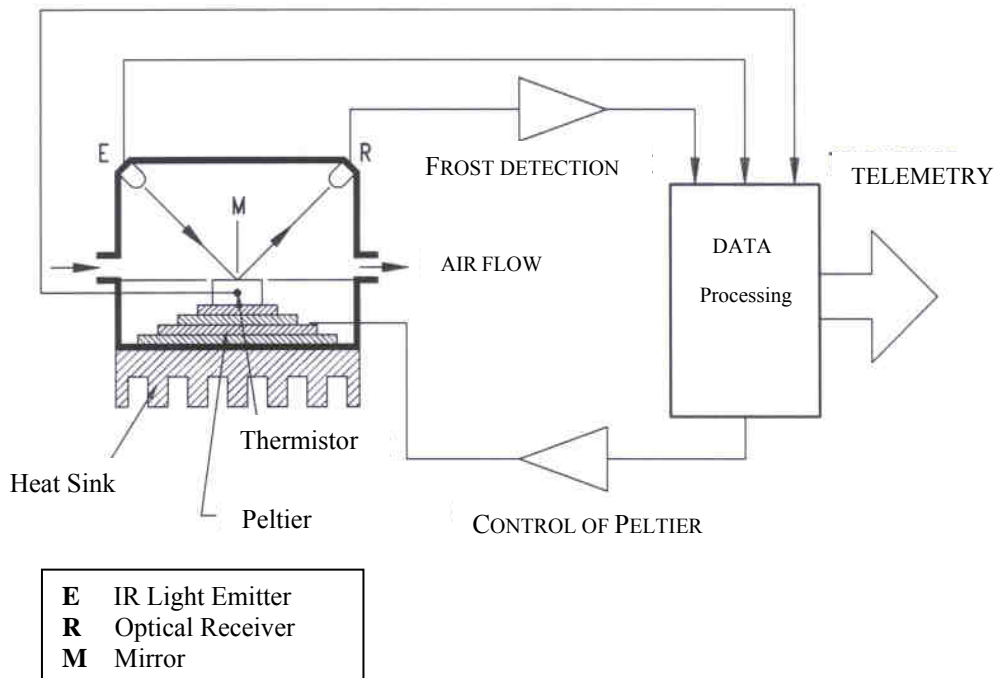 E
R
FROST DETECTION
TELEMETRY
M
DATA
Processing
AIR FLOW
Thermistor
Heat Sink
Peltier
CONTROL OF PELTIER
E IR Light Emitter
R Optical Receiver
M Mirror